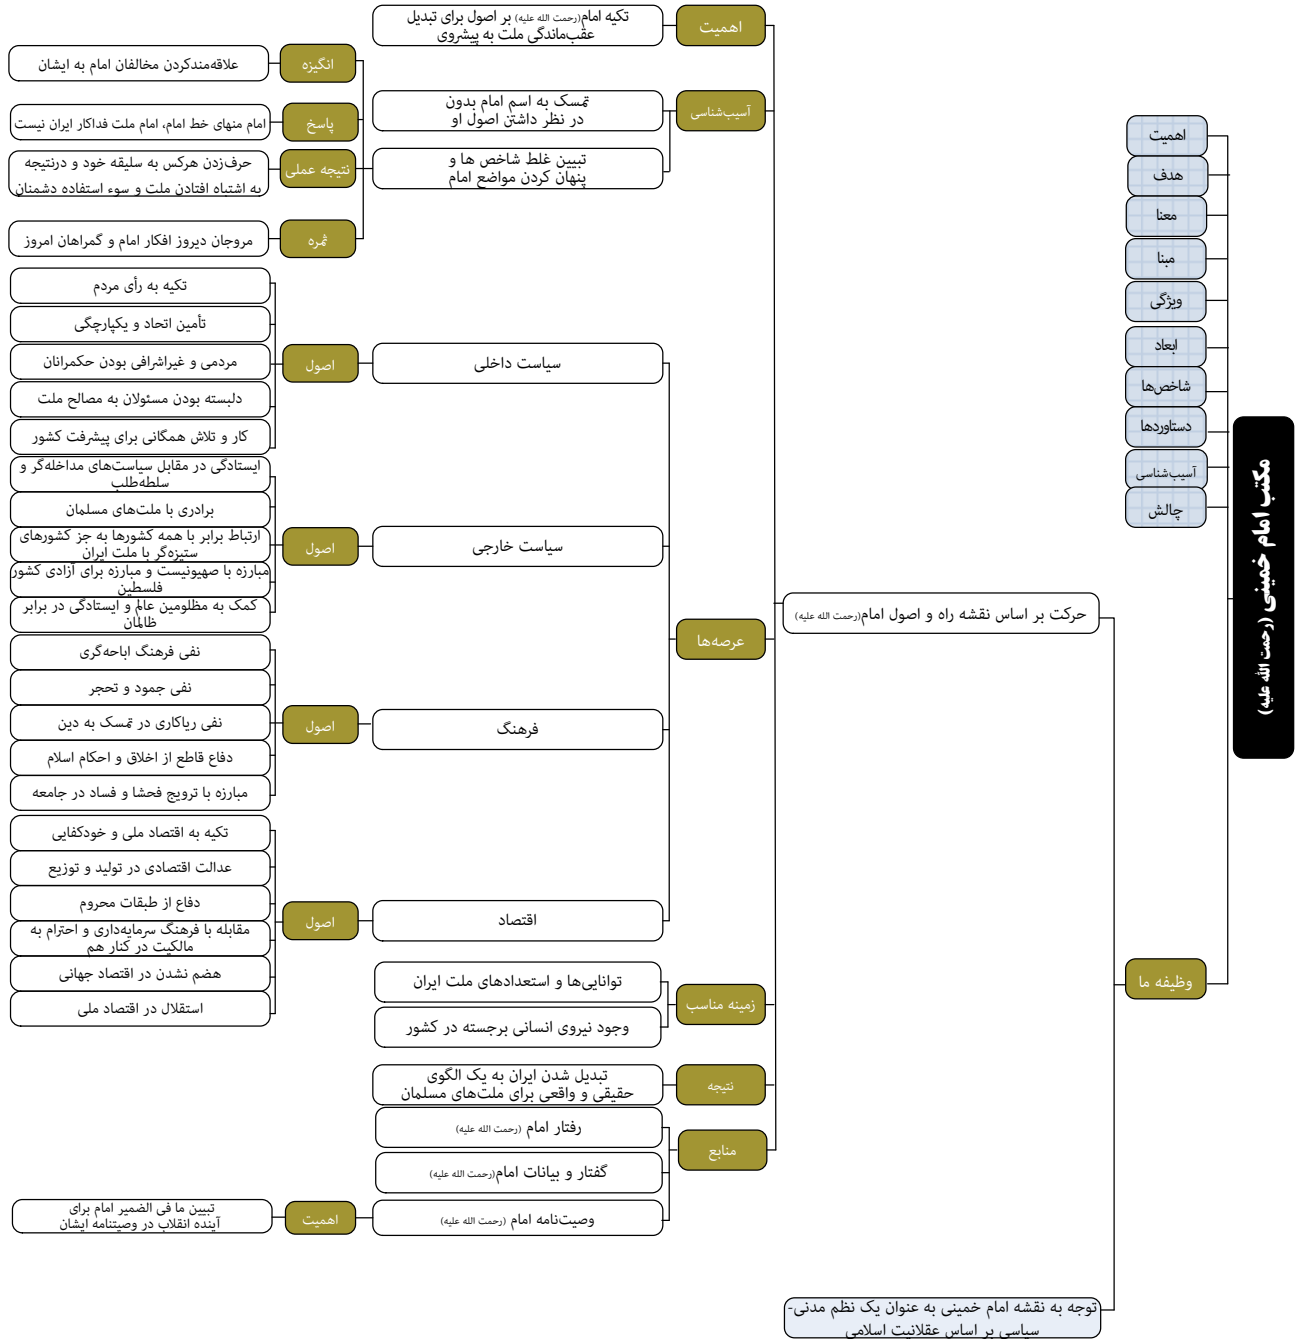 مکتب امام خمینی (رحمت الله علیه)
اهمیت
هدف
معنا
مبنا
ویژگی
ابعاد
شاخص‌ها
دستاوردها
آسیب‌شناسی
چالش
وظیفه ما
حرکت بر اساس نقشه راه و اصول امام(رحمت الله علیه)
اهمیت
تکیه امام(رحمت الله علیه) بر اصول برای تبدیل
عقب‌ماندگی ملت به پیشروی
آسیب‌شناسی
تمسک به اسم امام بدون
در نظر داشتن اصول او
تبیین غلط شاخص ها و
پنهان کردن مواضع امام
انگیزه
علاقه‌مندکردن مخالفان امام به ایشان
پاسخ
امام منهای خط امام، امام ملت فداکار ایران نیست
نتیجه عملی
حرف‌زدن هرکس به سلیقه خود و درنتیجه
به اشتباه افتادن ملت و سوء استفاده دشمنان
ثمره
مروجان دیروز افکار امام و گمراهان امروز
عرصه‌ها
سیاست داخلی
اصول
تکیه به رأی مردم
تأمین اتحاد و یکپارچگی
مردمی و غیراشرافی بودن حکمرانان
دلبسته بودن مسئولان به مصالح ملت
کار و تلاش همگانی برای پیشرفت کشور
سیاست خارجی
اصول
ایستادگی در مقابل سیاست‌های مداخله‌گر و
سلطه‌طلب
برادری با ملت‌های مسلمان
ارتباط برابر با همه کشورها به جز کشورهای
ستیزه‌گر با ملت ایران
مبارزه با صهیونیست و مبارزه برای آزادی کشور
فلسطین
کمک به مظلومین عالم و ایستادگی در برابر
ظالمان
فرهنگ
اصول
نفی فرهنگ اباحه‌گری
نفی جمود و تحجر
نفی ریاکاری در تمسک به دین
دفاع قاطع از اخلاق و احکام اسلام
مبارزه با ترویج فحشا و فساد در جامعه
اقتصاد
اصول
تکیه به اقتصاد ملی و خودکفایی
عدالت اقتصادی در تولید و توزیع
دفاع از طبقات محروم
مقابله با فرهنگ سرمایه‌داری و احترام به
مالکیت در کنار هم
هضم نشدن در اقتصاد جهانی
استقلال در اقتصاد ملی
زمینه مناسب
توانایی‌ها و استعدادهای ملت ایران
وجود نیروی انسانی برجسته در کشور
نتیجه
تبدیل شدن ایران به یک الگوی
حقیقی و واقعی برای ملت‌های مسلمان
منابع
رفتار امام (رحمت الله علیه)
گفتار و بیانات امام(رحمت الله علیه)
وصیت‌نامه امام (رحمت الله علیه)
اهمیت
تبیین ما فی الضمیر امام برای
آینده انقلاب در وصیتنامه ایشان
توجه به نقشه امام خمینی به عنوان یک نظم مدنی-
سیاسی بر اساس عقلانیت اسلامی